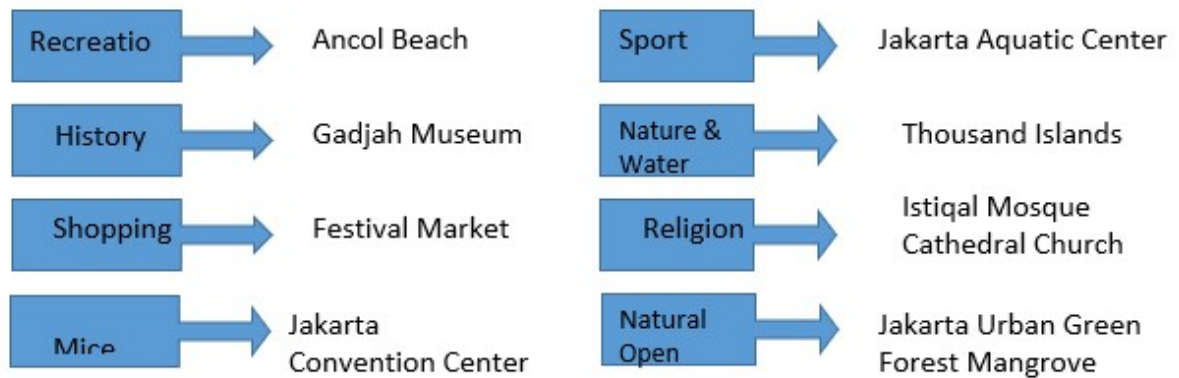 Recreatio
Ancol Beach
History
Gadjah Museum
Shopping
Festival Market
Mice
Jakarta
Convention Center
Sport
Jakarta Aquatic Center
Nature &
Water
Thousand Islands
Religion
Istiqal Mosque
Cathedral Church
Natural
Open
Jakarta Urban Green
Forest Mangrove